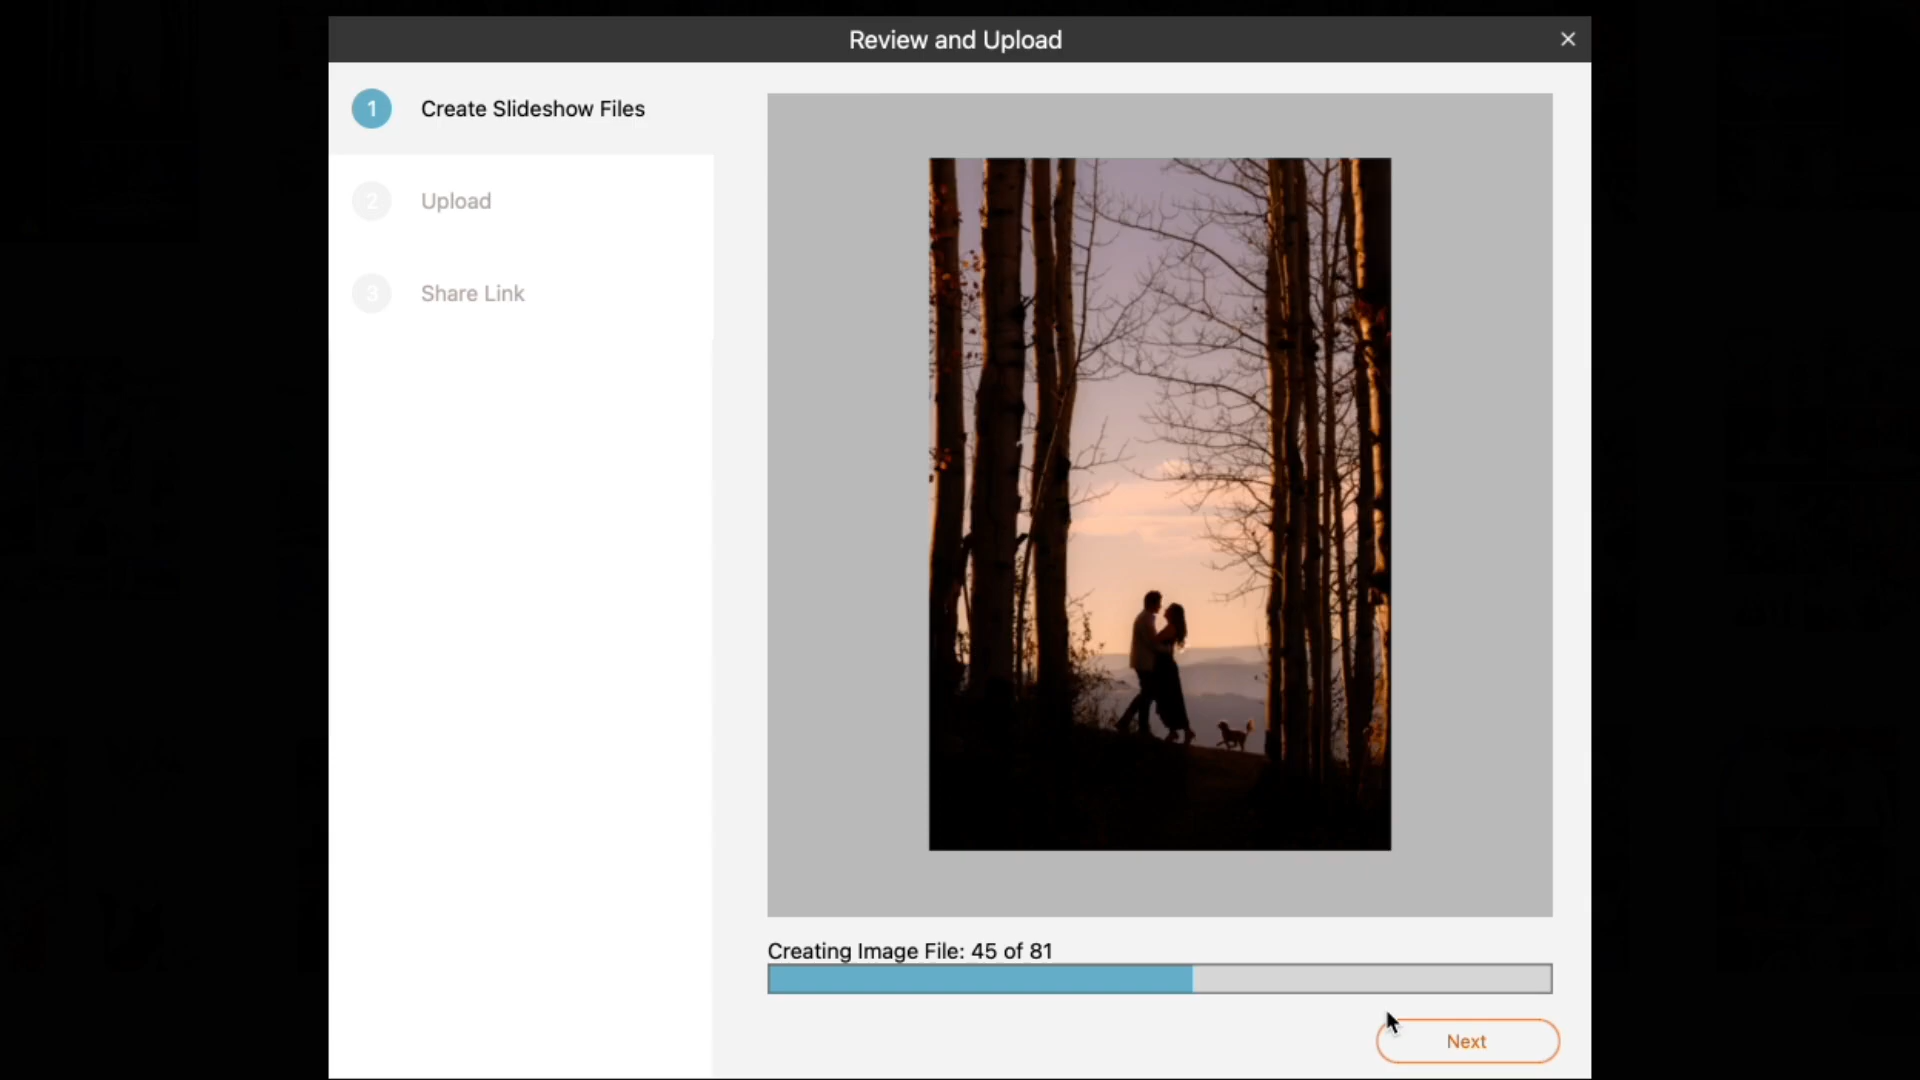 Review and Upload
1 Create Slideshow Files
2 Upload
3 Share Link
Creating Image File: 45 of 81
Next